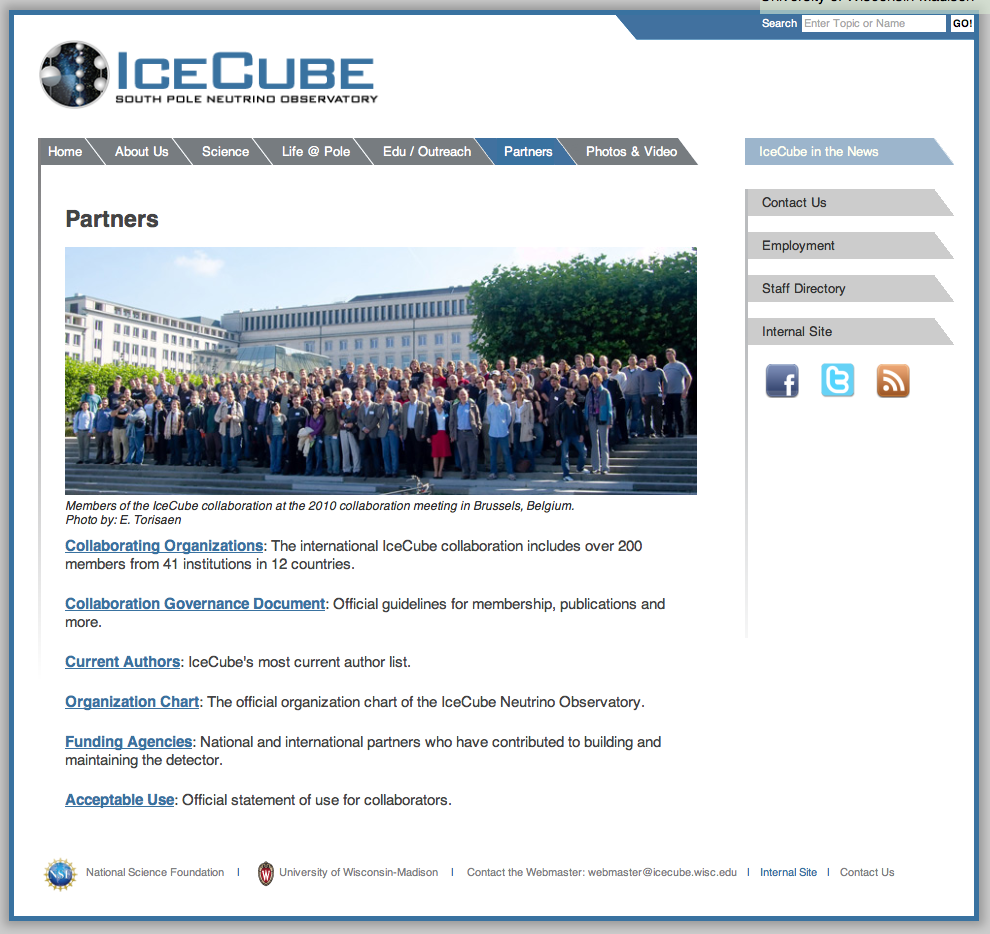 University of Wisconsin-Madison
Search Enter Topic or Name GO!
ICECUBE
SOUTH POLE NEUTRINO OBSERVATORY
Home About Us Science Life @ Pole Edu / Outreach Partners Photos & Video
IceCube in the News
Contact Us
Employment
Staff Directory
Internal Site
Partners
Members of the IceCube collaboration at the 2010 collaboration meeting in Brussels, Belgium.
Photo by: E. Torisaen
Collaborating Organizations: The international IceCube collaboration includes over 200
members from 41 institutions in 12 countries.
Collaboration Governance Document: Official guidelines for membership, publications and
more.
Current Authors: IceCube's most current author list.
Organization Chart: The official organization chart of the IceCube Neutrino Observatory.
Funding Agencies: National and international partners who have contributed to building and
maintaining the detector.
Acceptable Use: Official statement of use for collaborators.
NSF National Science Foundation I W University of Wisconsin-Madison I Contact the Webmaster: webmaster@icecube.wisc.edu I Internal Site I Contact Us